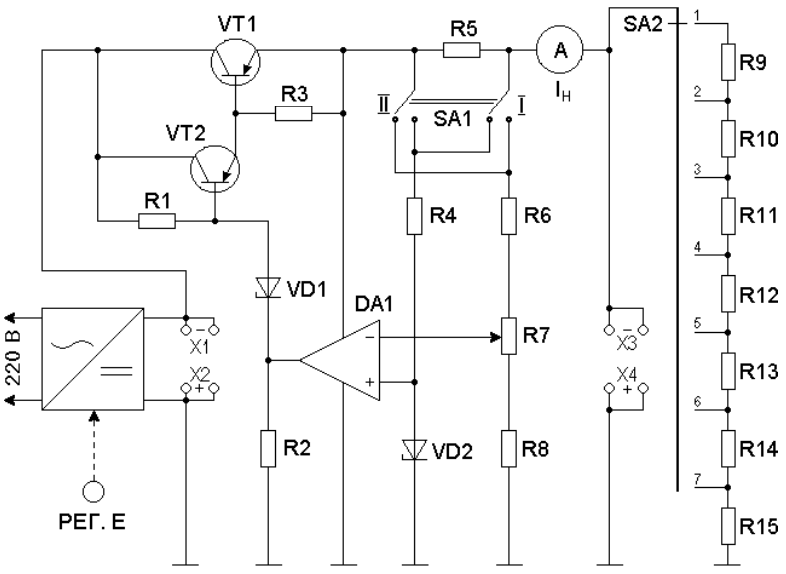 VT1
R5
A
I_H
SA2
1
R9
R3
II
SA1
I
2
VT2
R10
3
R1
R4
R6
R11
4
VD1
DA1
R12
220 В
−
X1
X2
+
−
+
R7
−
X3
X4
+
5
R13
6
R2
VD2
R8
R14
7
РЕГ. Е
R15